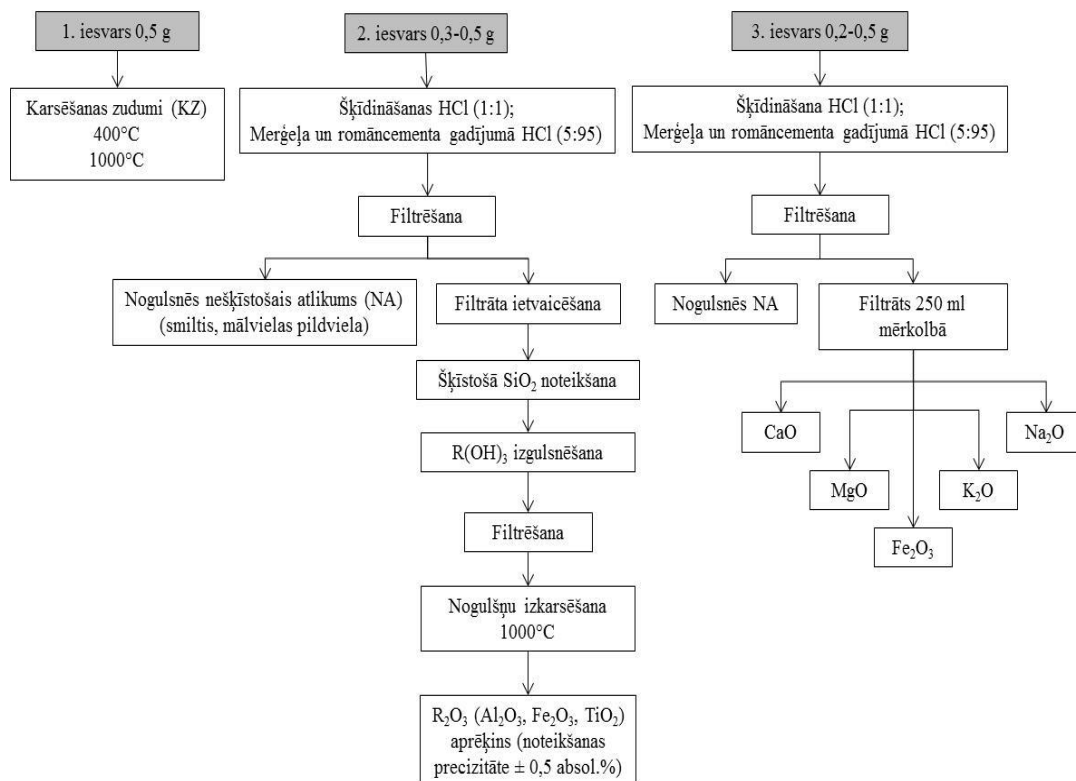 1. iesvars 0,5 g
Karsēšanas zudumi (KZ)
400°C
1000°C
2. iesvars 0,3-0,5 g
Šķīdināšanas HCl (1:1);
Merģeļa un romāncementa gadījumā HCl (5:95)
Filtrēšana
Nogulsnēs nešķīstošais atlikums (NA)
(smiltis, mālvielas pildviela)
Filtrāta ietvaicēšana
Šķīstošā SiO₂ noteikšana
R(OH)₃ izgulsnēšana
Filtrēšana
Nogulšņu izkarsēšana
1000°C
R₂O₃ (Al₂O₃, Fe₂O₃, TiO₂)
aprēķins (noteikšanas
precizitāte ± 0,5 absol.%)
3. iesvars 0,2-0,5 g
Šķīdināšana HCl (1:1);
Merģeļa un romāncementa gadījumā HCl (5:95)
Filtrēšana
Nogulsnēs NA
Filtrāts 250 ml
mērkolbā
CaO
MgO
Fe₂O₃
K₂O
Na₂O